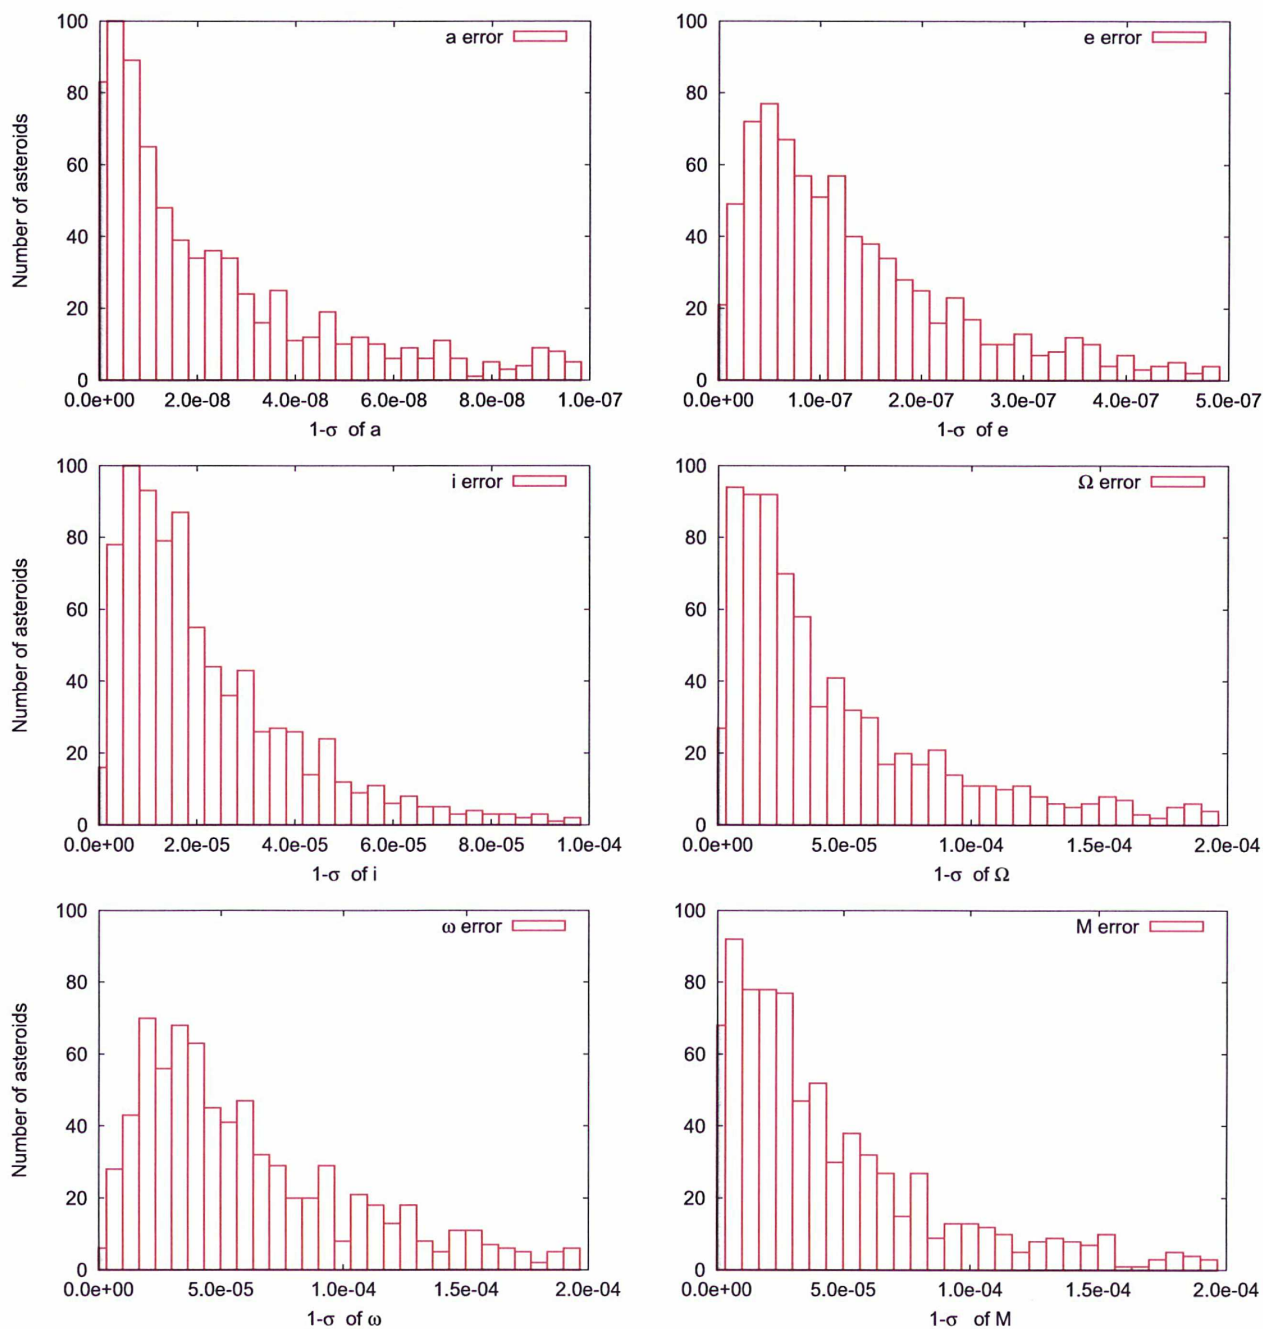 a error
100
80
60
40
20
0
Number of asteroids
0.0e+00 2.0e-08 4.0e-08 6.0e-08 8.0e-08 1.0e-07
1-σ of a
e error
100
80
60
40
20
0
0.0e+00 1.0e-07 2.0e-07 3.0e-07 4.0e-07 5.0e-07
1-σ of e
i error
100
80
60
40
20
0
Number of asteroids
0.0e+00 2.0e-05 4.0e-05 6.0e-05 8.0e-05 1.0e-04
1-σ of i
Ω error
100
80
60
40
20
0
0.0e+00 5.0e-05 1.0e-04 1.5e-04 2.0e-04
1-σ of Ω
ω error
100
80
60
40
20
0
Number of asteroids
0.0e+00 5.0e-05 1.0e-04 1.5e-04 2.0e-04
1-σ of ω
M error
100
80
60
40
20
0
0.0e+00 5.0e-05 1.0e-04 1.5e-04 2.0e-04
1-σ of M